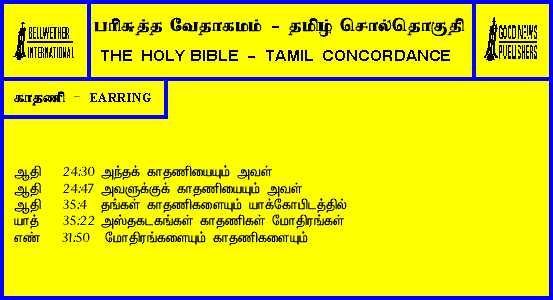 BELLWETHER
INTERNATIONAL
பரிசுத்த வேதாகமம் - தமிழ் சொல்தொகுதி
THE HOLY BIBLE - TAMIL CONCORDANCE
GOOD NEWS
PUBLISHERS
காதணி - EARRING
ஆதி 24:30 அந்தக் காதணியையும் அவள்
ஆதி 24:47 அவளுக்குக் காதணியையும் அவள்
ஆதி 35:4 தங்கள் காதணிகளையும் யாக்கோபிடத்தில்
யாத் 35:22 அஸ்தகடகங்கள் காதணிகள் மோதிரங்கள்
எண் 31:50 மோதிரங்களையும் காதணிகளையும்